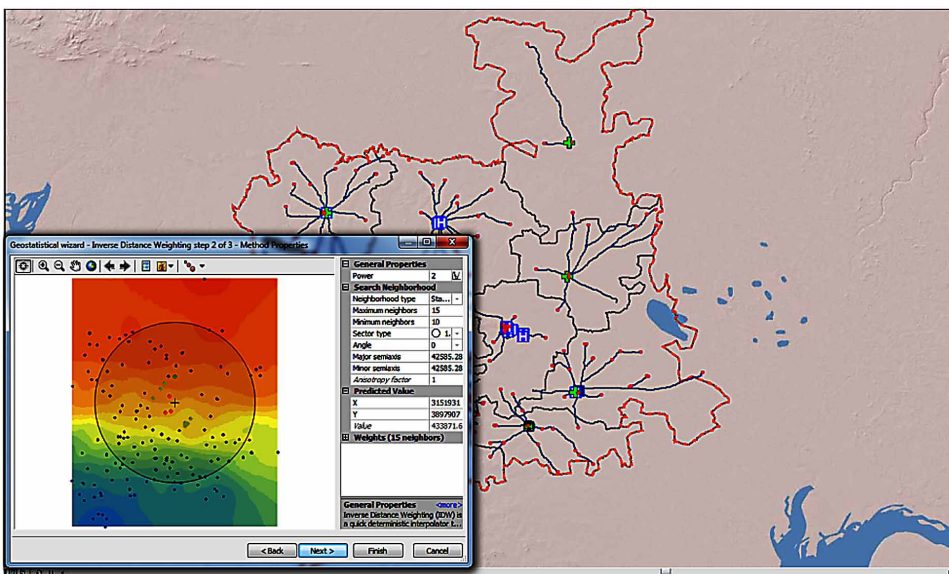 H
Geostatistical wizard - Inverse Distance Weighting step 2 of 3 - Method Properties
General Properties
Power 2
Search Neighborhood
Neighborhood type Sta...
Maximum neighbors 15
Minimum neighbors 10
Sector type 1.
Angle 0
Major semiaxis 42585.28
Minor semiaxis 42585.28
Anisotropy factor 1
Predicted Value
X 3151931
Y 3897907
Value 433871.6
Weights (15 neighbors)
General Properties <more>
Inverse Distance Weighting (IDW) is
a quick deterministic interpolator t...
< Back Next > Finish Cancel
H